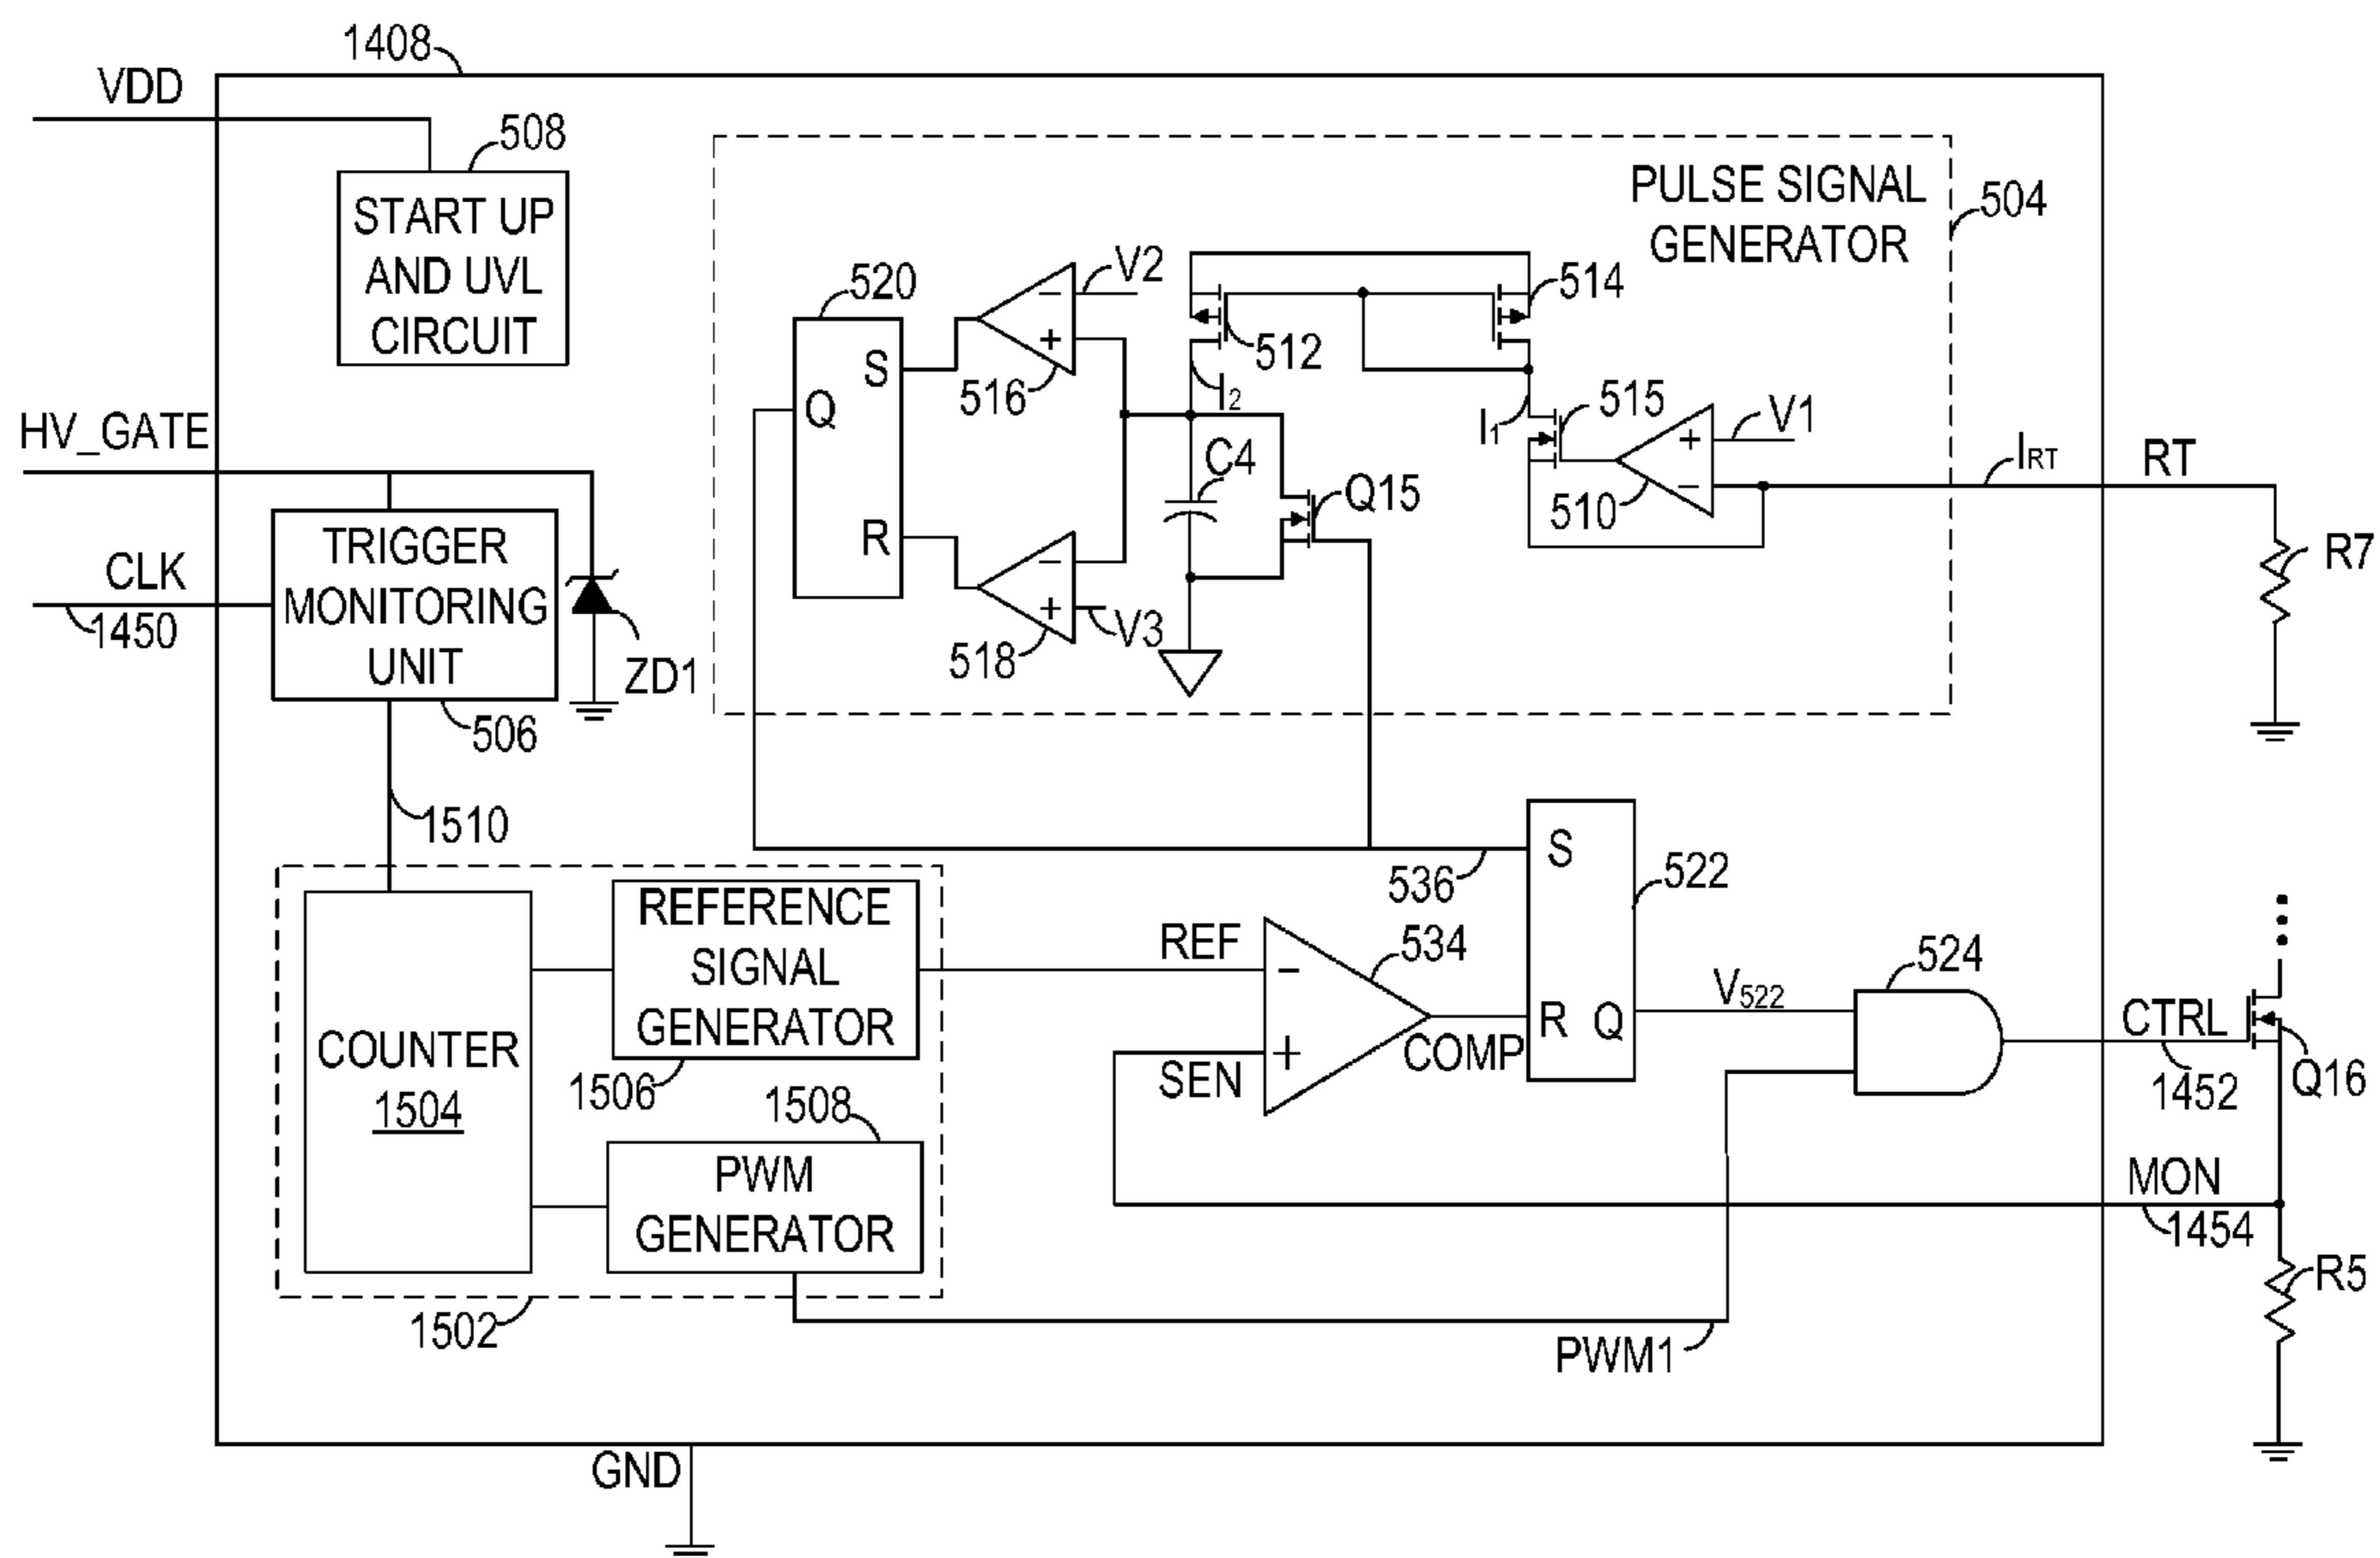 1408
VDD
508
START UP
AND UVL
CIRCUIT
PULSE SIGNAL
GENERATOR
504
520
V2
514
S
−
+
512
Q
516
I2
515
V1
HV_GATE
I1
+
−
IRT
RT
C4
Q15
510
R
R7
TRIGGER
MONITORING
UNIT
CLK
1450
−
+
V3
518
ZD1
506
1510
S
522
536
REFERENCE
SIGNAL
GENERATOR
REF
−
534
524
V522
R
Q
CTRL
COUNTER
1504
+
COMP
SEN
1506
1452
Q16
1508
PWM
GENERATOR
MON
1454
R5
1502
PWM1
GND